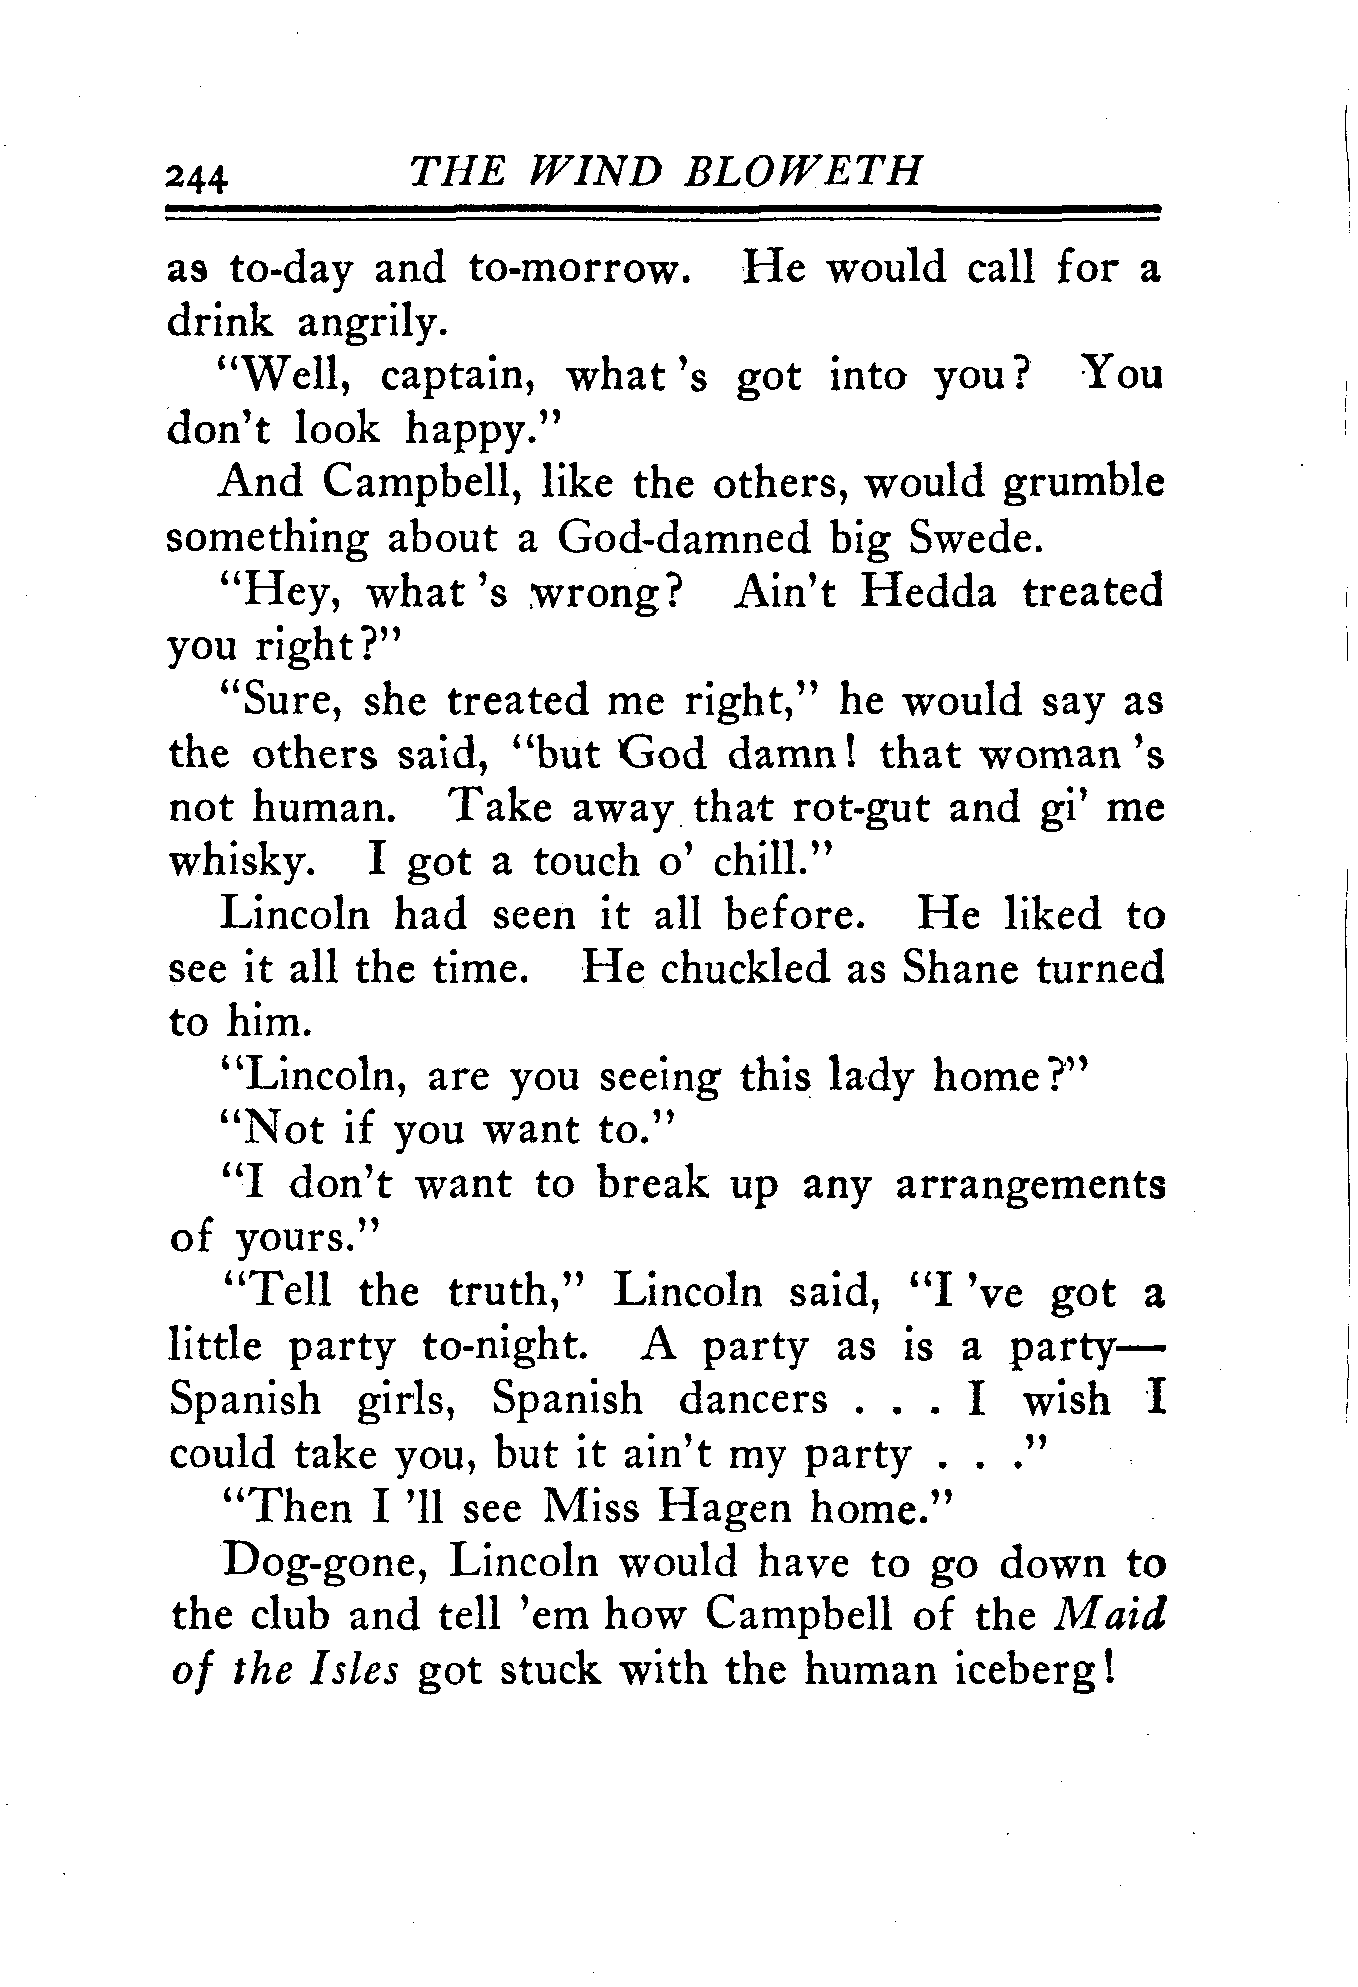 244 THE WIND BLOWETH
as to-day and to-morrow. He would call for a
drink angrily.
"Well, captain, what 's got into you? You
don't look happy."
And Campbell, like the others, would grumble
something about a God-damned big Swede.
"Hey, what 's wrong? Ain't Hedda treated
you right?"
"Sure, she treated me right," he would say as
the others said, "but God damn! that woman 's
not human. Take away that rot-gut and gi' me
whisky. I got a touch o' chill."
Lincoln had seen it all before. He liked to
see it all the time. He chuckled as Shane turned
to him.
"Lincoln, are you seeing this lady home?"
"Not if you want to."
"I don't want to break up any arrangements
of yours."
"Tell the truth," Lincoln said, "I 've got a
little party to-night. A party as is a party—
Spanish girls, Spanish dancers . . . I wish I
could take you, but it ain't my party . . ."
"Then I 'll see Miss Hagen home."
Dog-gone, Lincoln would have to go down to
the club and tell 'em how Campbell of the Maid
of the Isles got stuck with the human iceberg!